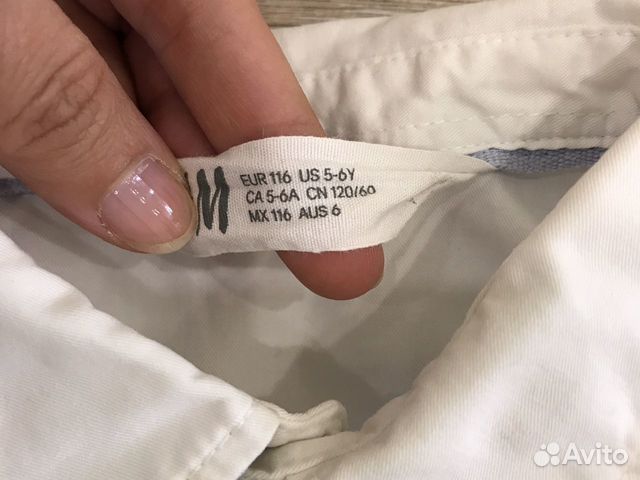 M
EUR 116 US 5-6Y
CA 5-6A CN 120/60
MX 116 AUS 6
Avito